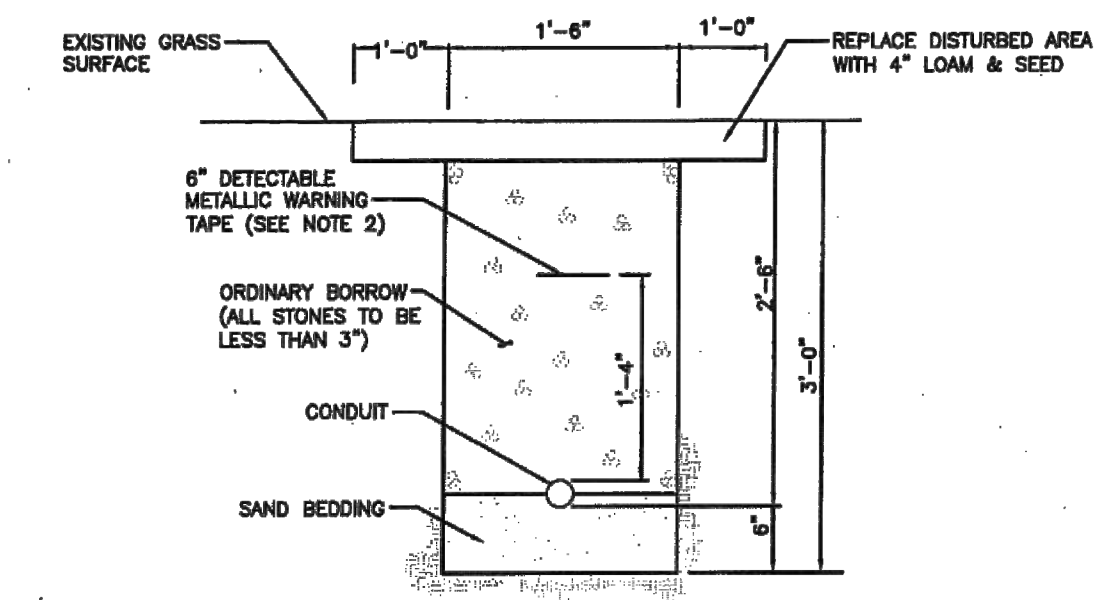 EXISTING GRASS
SURFACE
1'-0"
1'-6"
1'-0"
REPLACE DISTURBED AREA
WITH 4" LOAM & SEED
6" DETECTABLE
METALLIC WARNING
TAPE (SEE NOTE 2)
ORDINARY BORROW
(ALL STONES TO BE
LESS THAN 3")
1'-4"
2'-6"
3'-0"
CONDUIT
SAND BEDDING
6"